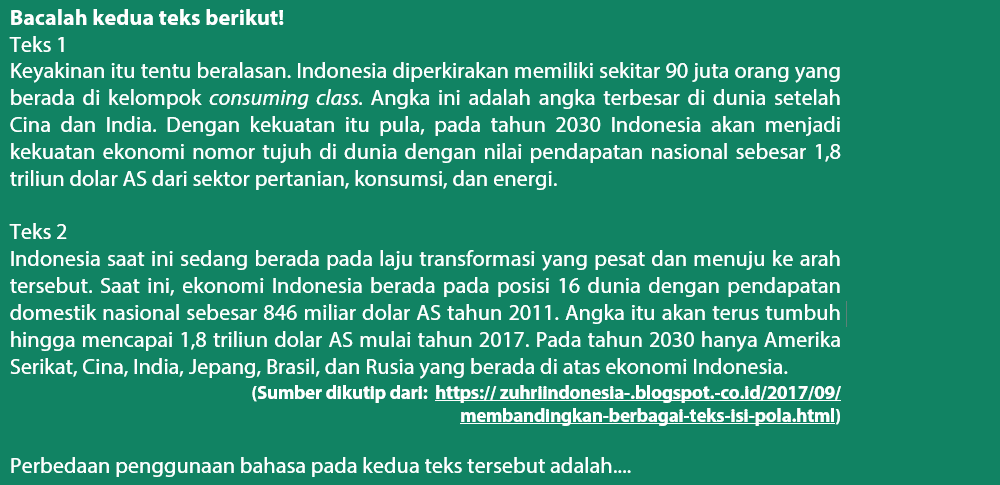 Bacalah kedua teks berikut!
Teks 1
Keyakinan itu tentu beralasan. Indonesia diperkirakan memiliki sekitar 90 juta orang yang
berada di kelompok consuming class. Angka ini adalah angka terbesar di dunia setelah
Cina dan India. Dengan kekuatan itu pula, pada tahun 2030 Indonesia akan menjadi
kekuatan ekonomi nomor tujuh di dunia dengan nilai pendapatan nasional sebesar 1,8
triliun dolar AS dari sektor pertanian, konsumsi, dan energi.
Teks 2
Indonesia saat ini sedang berada pada laju transformasi yang pesat dan menuju ke arah
tersebut. Saat ini, ekonomi Indonesia berada pada posisi 16 dunia dengan pendapatan
domestik nasional sebesar 846 miliar dolar AS tahun 2011. Angka itu akan terus tumbuh
hingga mencapai 1,8 triliun dolar AS mulai tahun 2017. Pada tahun 2030 hanya Amerika
Serikat, Cina, India, Jepang, Brasil, dan Rusia yang berada di atas ekonomi Indonesia.
(Sumber dikutip dari: https:// zuhriindonesia-.blogspot.-co.id/2017/09/
membandingkan-berbagai-teks-isi-pola.html)
Perbedaan penggunaan bahasa pada kedua teks tersebut adalah....